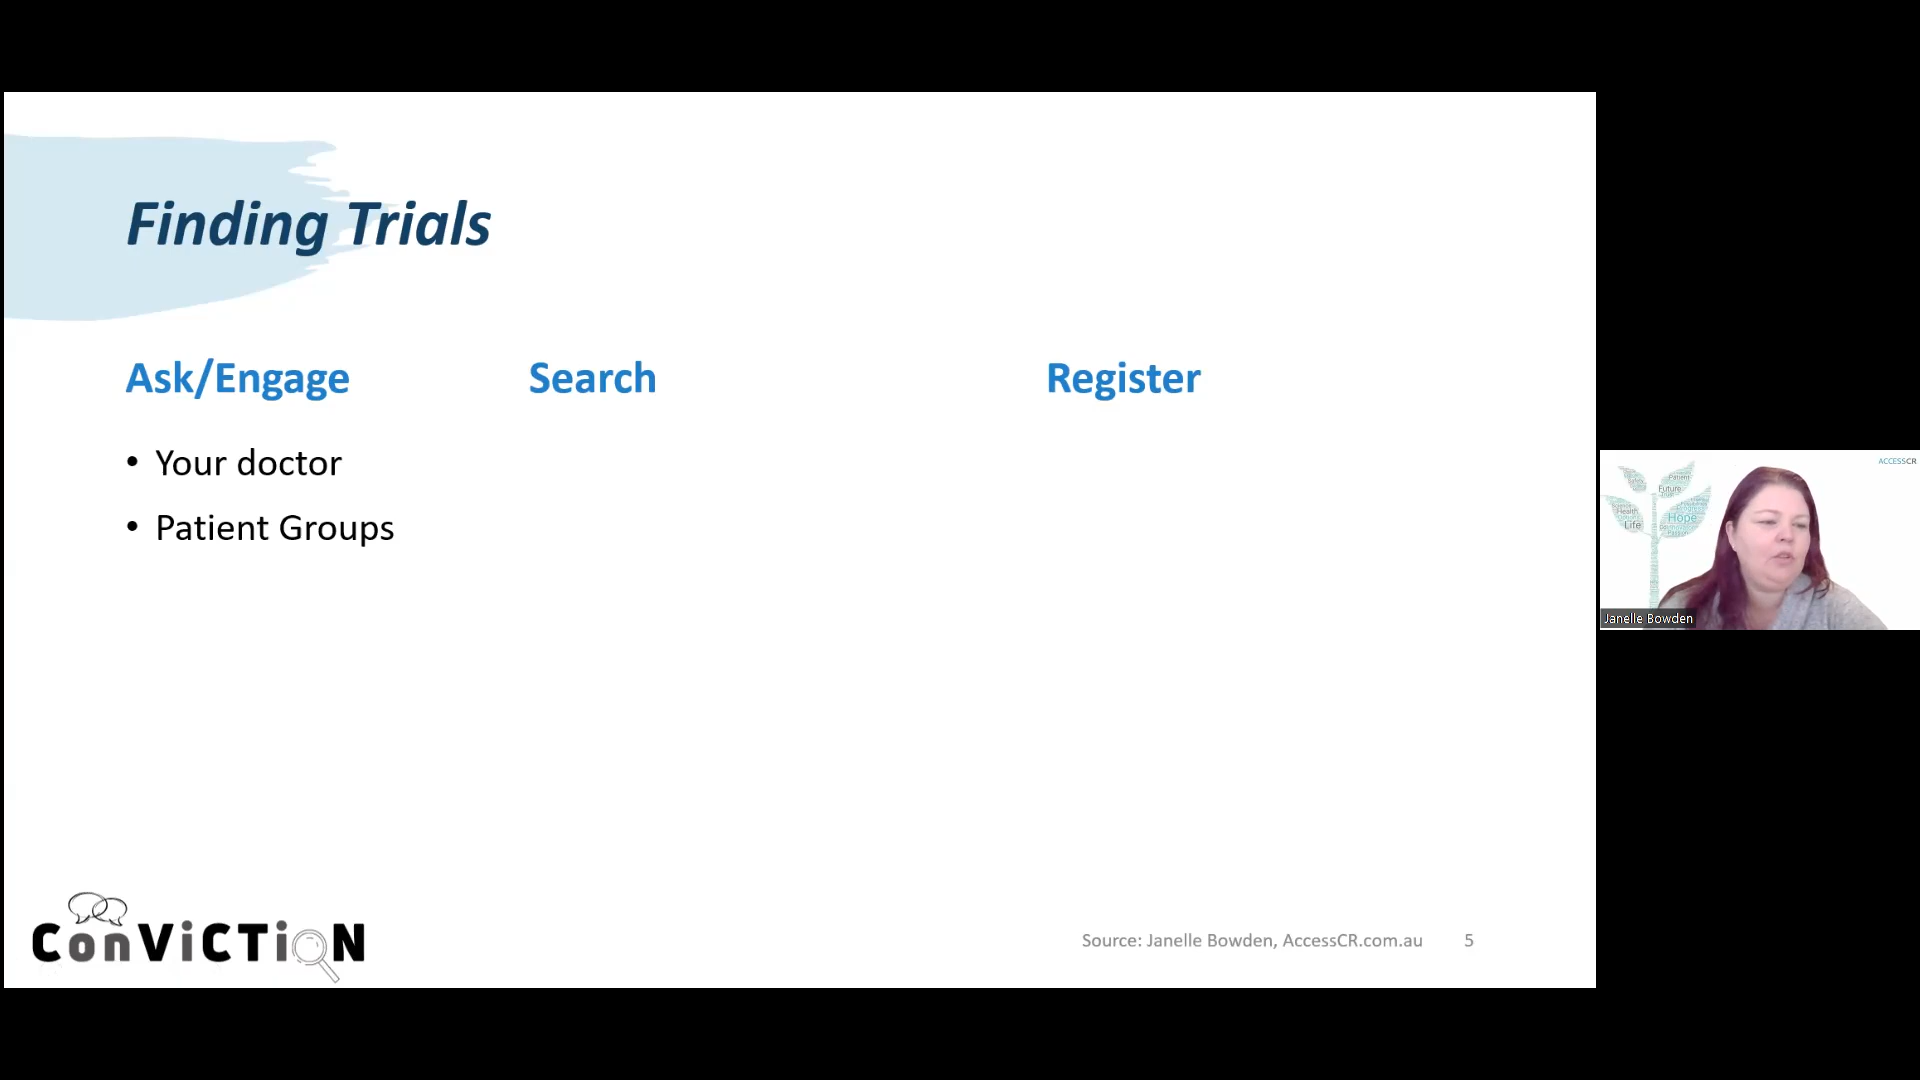 Finding Trials
Ask/Engage
• Your doctor
• Patient Groups
Search
Register
ConViCTioN
Source: Janelle Bowden, AccessCR.com.au 5
ACCESSCR
Patient
Future
Health
Hope
Life
Janelle Bowden